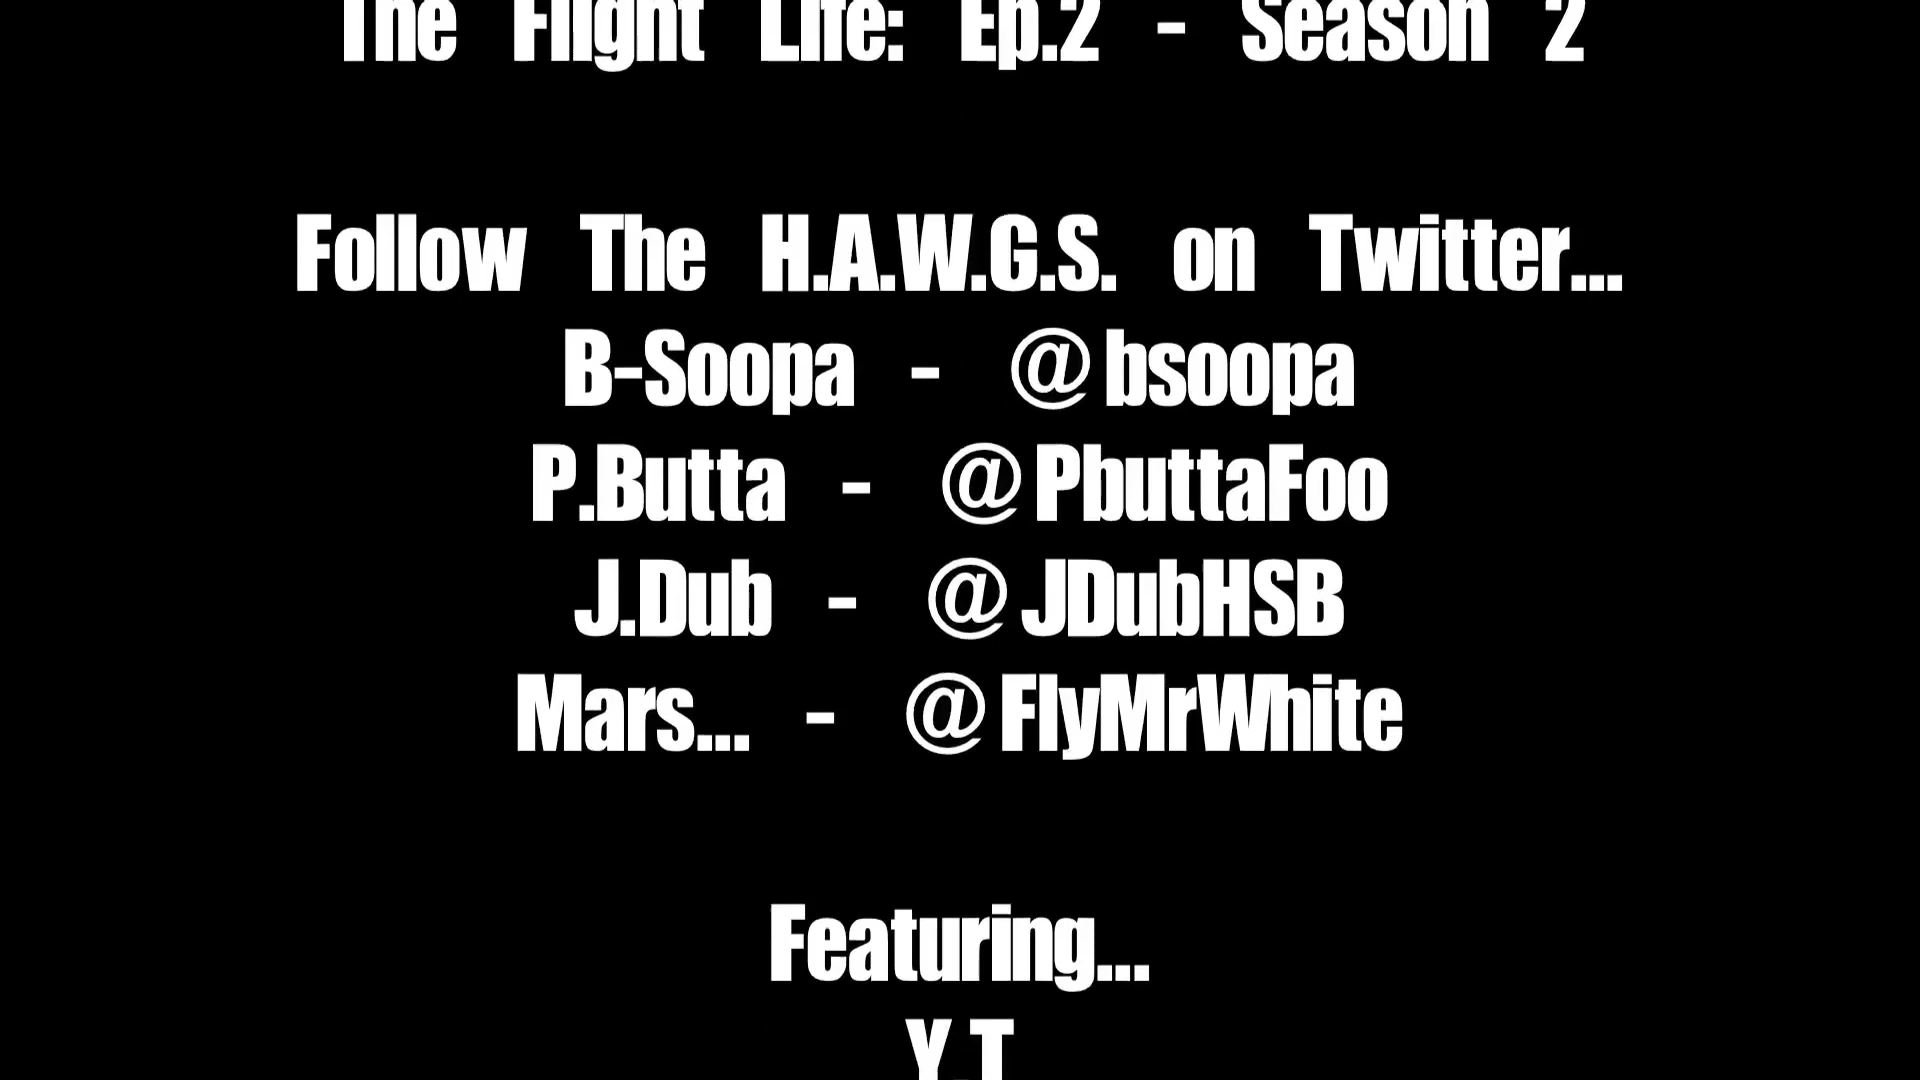 The Flight Life: Ep.2 - Season 2
Follow The H.A.W.G.S. on Twitter...
B-Soopa - @bsoopa
P.Butta - @PbuttaFoo
J.Dub - @JDubHSB
Mars... - @FlyMrWhite
Featuring...
Y.T